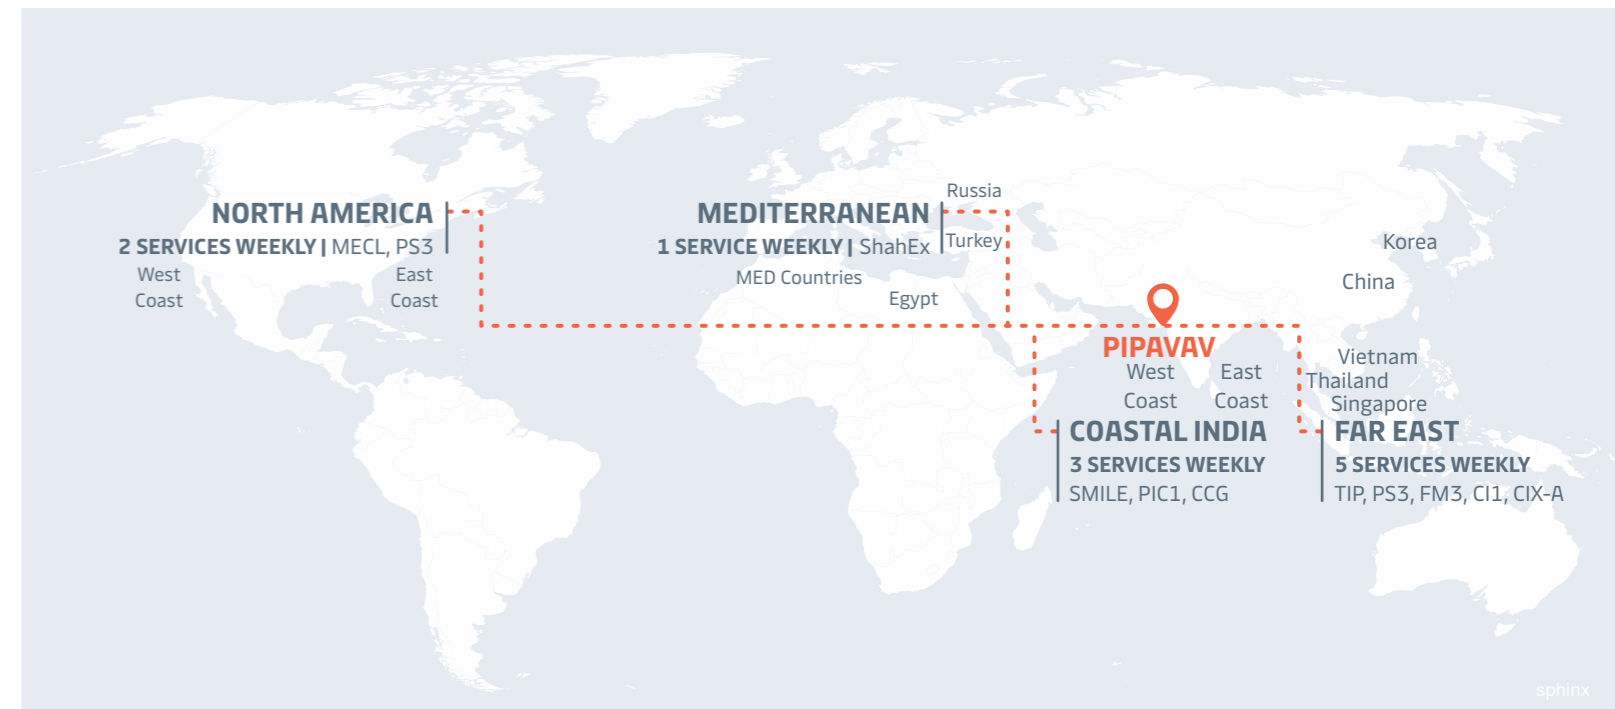 NORTH AMERICA
2 SERVICES WEEKLY | MECL, PS3
West
Coast
East
Coast
Russia
MEDITERRANEAN
1 SERVICE WEEKLY | ShahEx
Turkey
MED Countries
Egypt
Korea
China
PIPAVAV
West
Coast
East
Coast
COASTAL INDIA
3 SERVICES WEEKLY
SMILE, PIC1, CCG
Vietnam
Thailand
Singapore
FAR EAST
5 SERVICES WEEKLY
TIP, PS3, FM3, CI1, CIX-A
sphinx